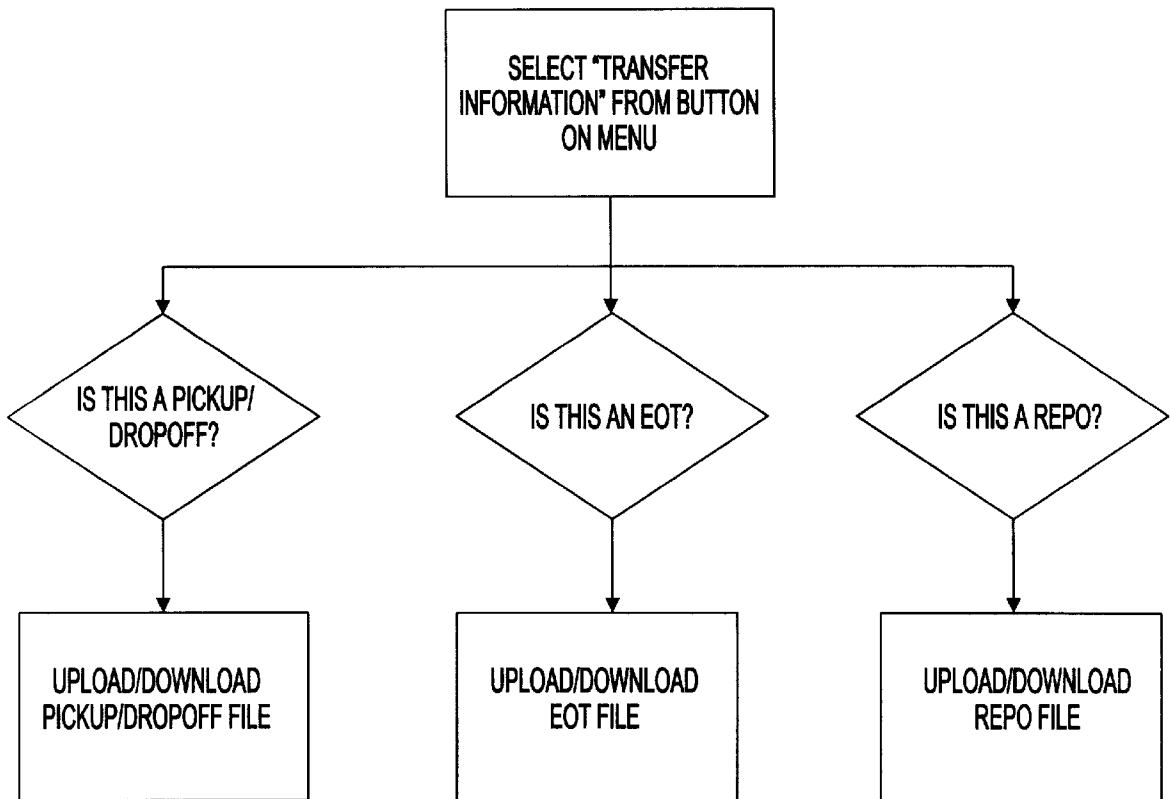 SELECT "TRANSFER
INFORMATION" FROM BUTTON
ON MENU
IS THIS A PICKUP/
DROPOFF?
IS THIS AN EOT?
IS THIS A REPO?
UPLOAD/DOWNLOAD
PICKUP/DROPOFF FILE
UPLOAD/DOWNLOAD
EOT FILE
UPLOAD/DOWNLOAD
REPO FILE